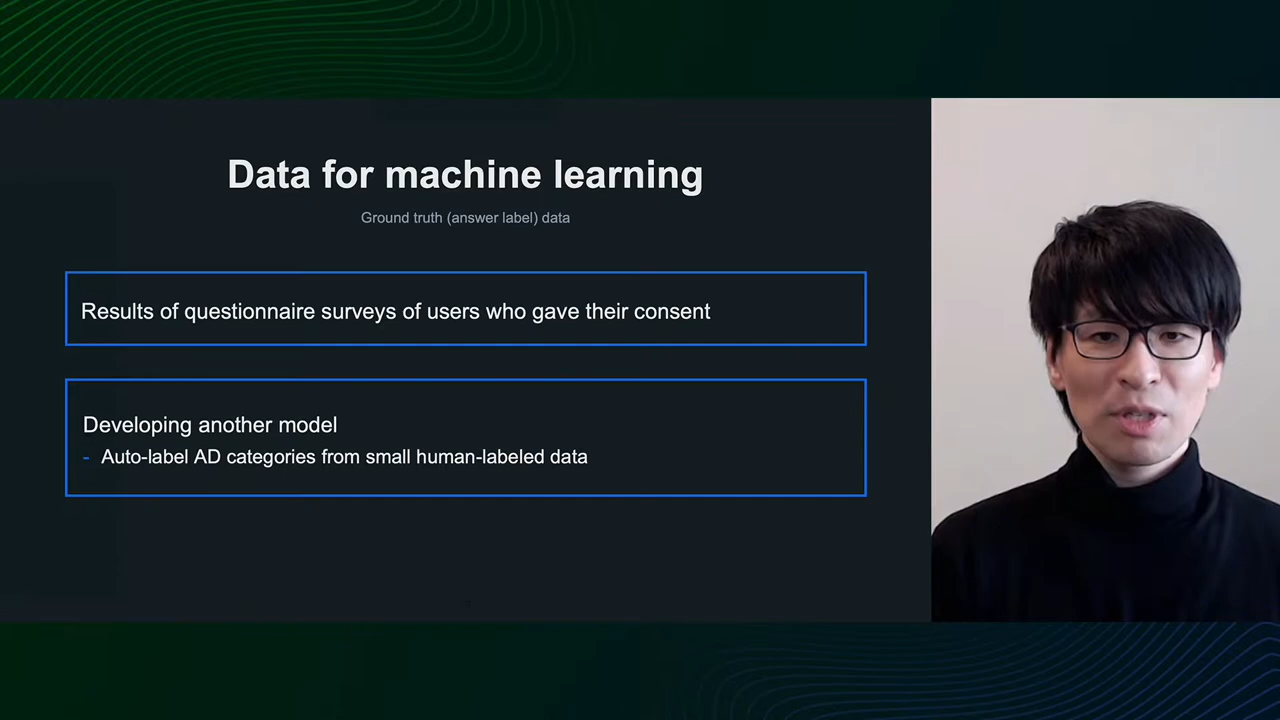 Data for machine learning
Ground truth (answer label) data
Results of questionnaire surveys of users who gave their consent
Developing another model
- Auto-label AD categories from small human-labeled data